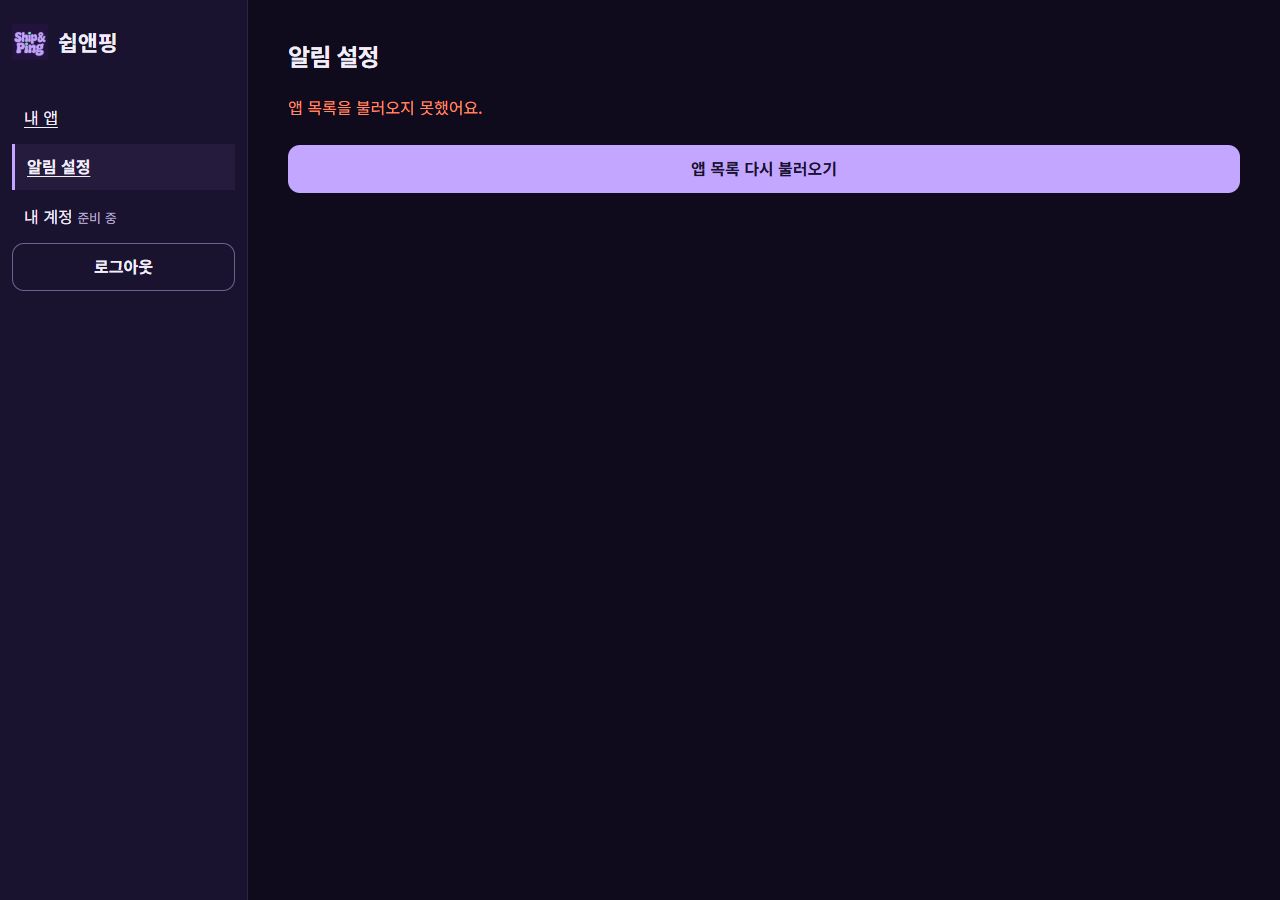 Ship&
Ping
쉽앤핑
내 앱
알림 설정
내 계정 준비 중
로그아웃
알림 설정
앱 목록을 불러오지 못했어요.
앱 목록 다시 불러오기